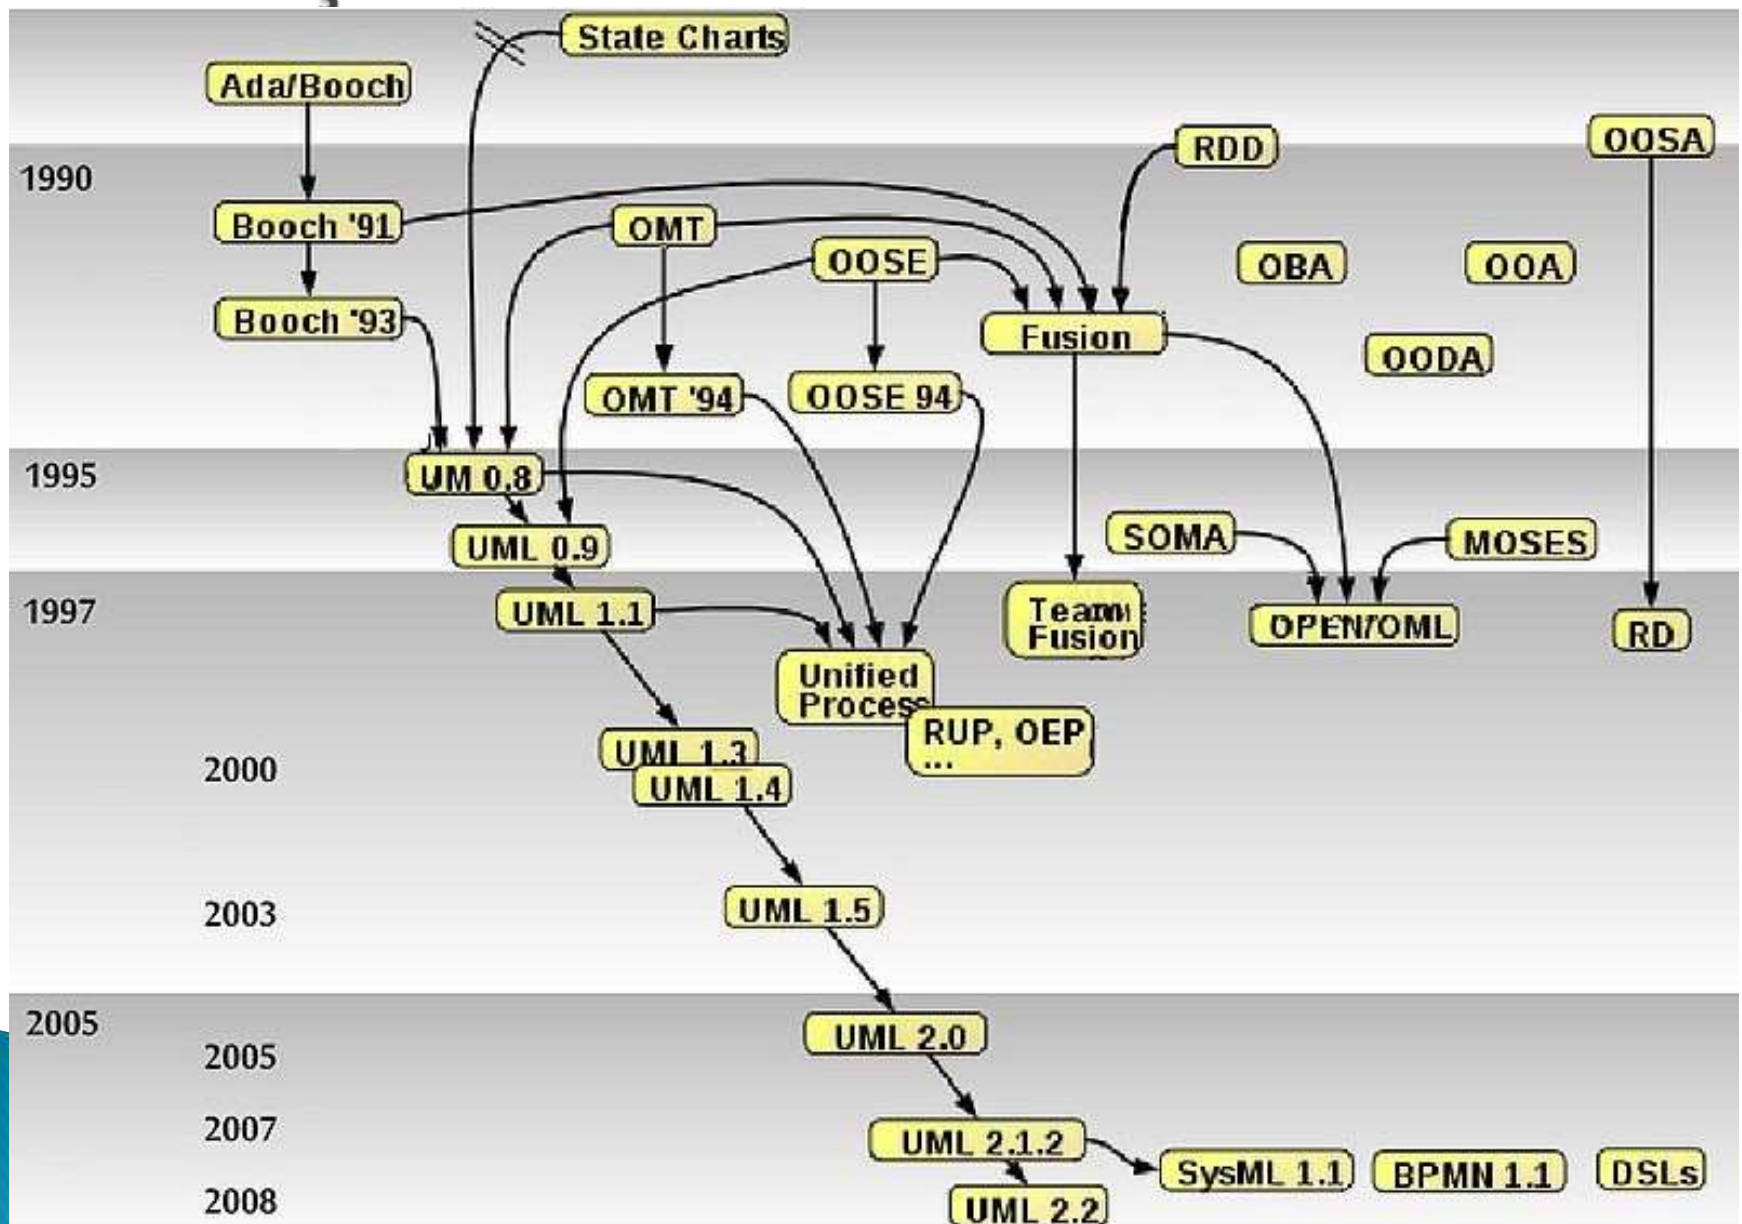 State Charts
Ada/Booch
RDD
OOSA
1990
Booch '91
OMT
OOSE
OBA
OOA
Booch '93
Fusion
OODA
OMT '94
OOSE 94
1995
UM 0.8
SOMA
MOSES
UML 0.9
1997
UML 1.1
Team
Fusion
OPEN/OML
RD
Unified
Process
RUP, OEP
...
UML 1.3
2000
UML 1.4
2003
UML 1.5
2005
UML 2.0
2005
2007
UML 2.1.2
SysML 1.1
BPMN 1.1
DSLs
2008
UML 2.2